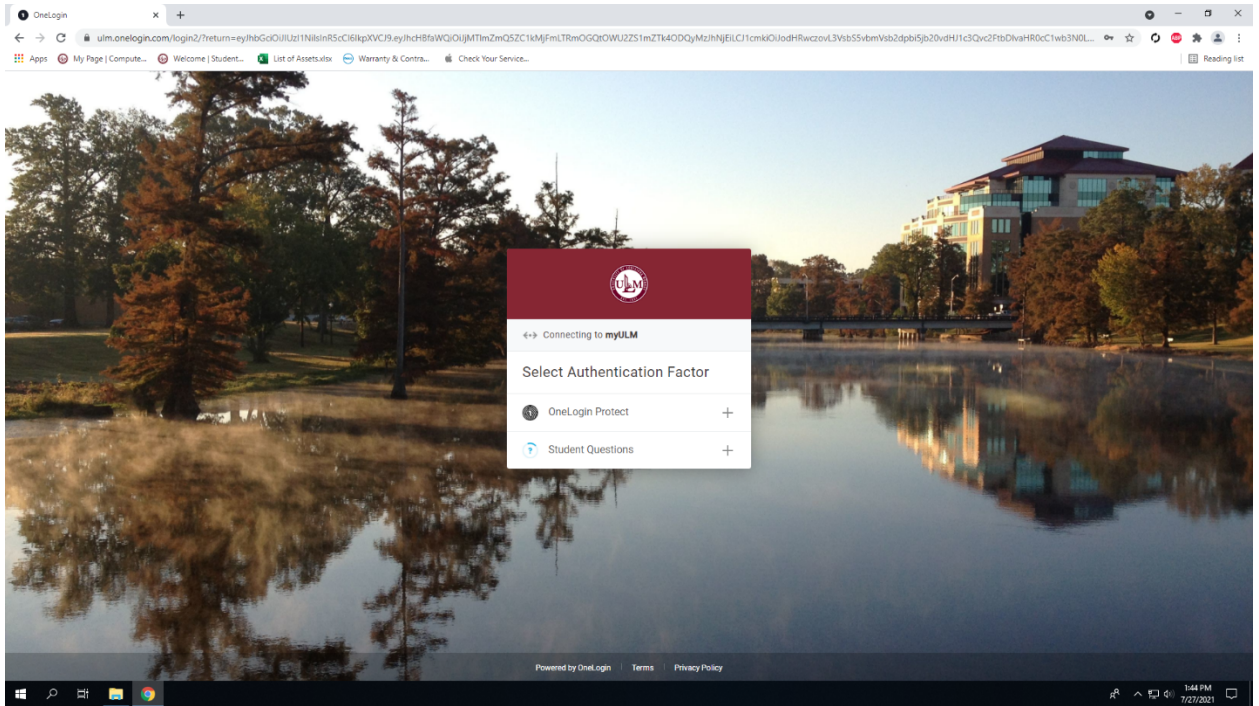 OneLogin
ulm.onelogin.com/login2/?return=
Apps
My Page | Compute...
Welcome | Student...
List of Assets.xlsx
Warranty & Contra...
Check Your Service...
Reading list
ULM
Connecting to myULM
Select Authentication Factor
OneLogin Protect
Student Questions
Powered by OneLogin
Terms
Privacy Policy
1:44 PM
7/27/2021